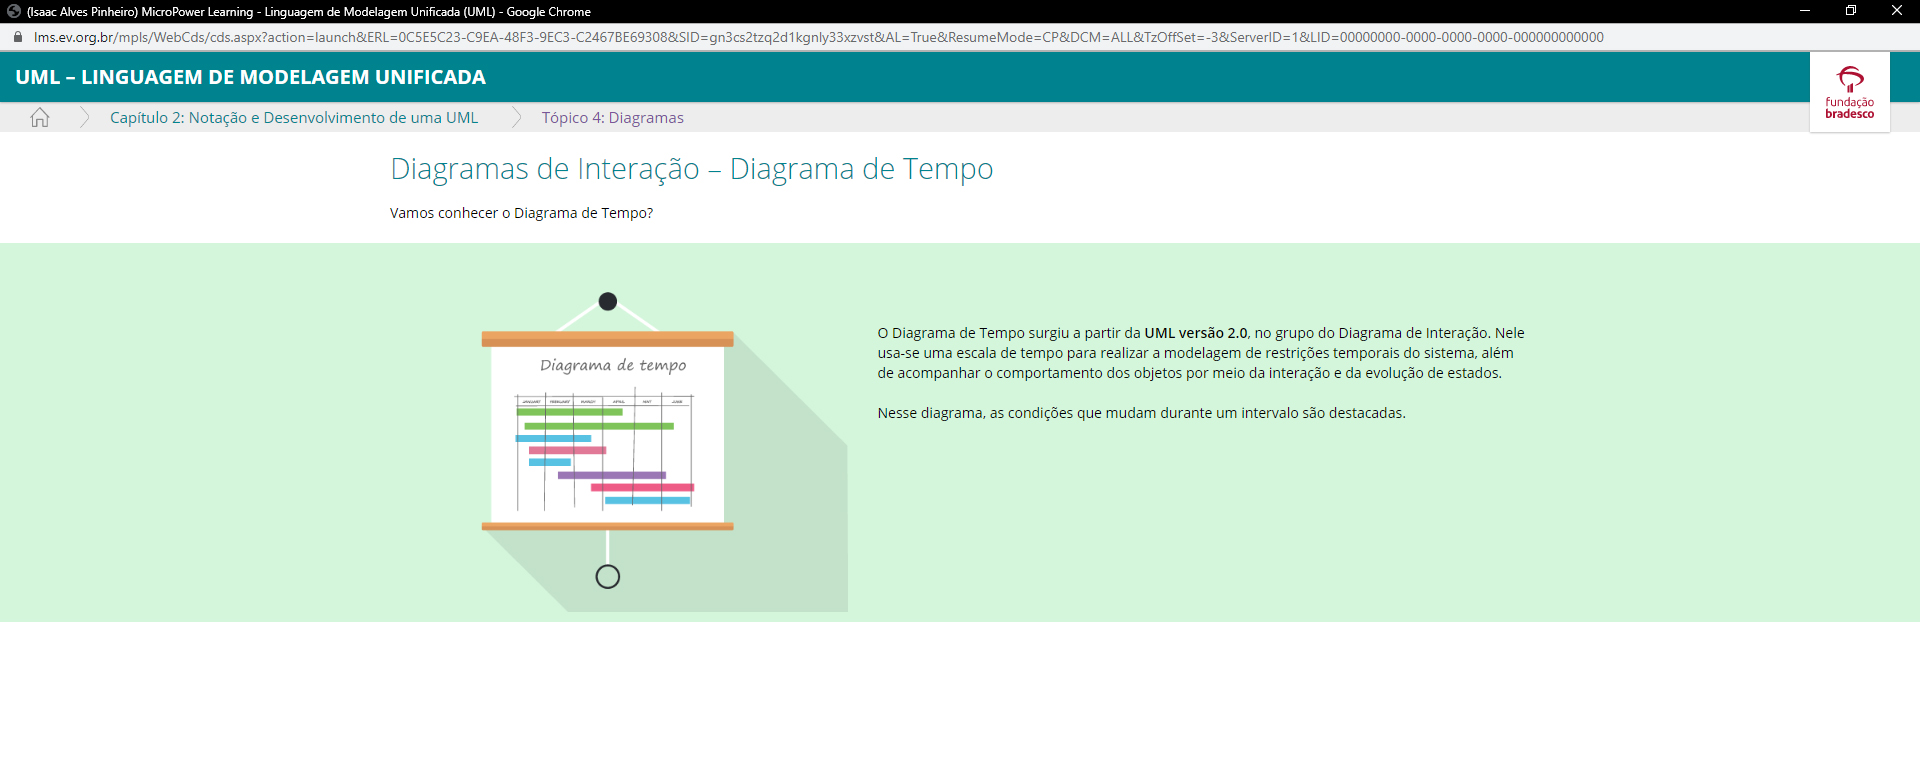 (Isaac Alves Pinheiro) MicroPower Learning - Linguagem de Modelagem Unificada (UML) - Google Chrome
lms.ev.org.br/mpls/WebCds/cds.aspx?action=launch&ERL=0C5E5C23-C9EA-48F3-9EC3-C2467BE69308&SID=gn3cs2tzq2d1kgnly33xzvst&AL=True&ResumeMode=CP&DCM=ALL&TzOffSet=-3&ServerID=1&LID=00000000-0000-0000-0000-000000000000
UML – LINGUAGEM DE MODELAGEM UNIFICADA
fundação
bradesco
Capítulo 2: Notação e Desenvolvimento de uma UML
Tópico 4: Diagramas
Diagramas de Interação – Diagrama de Tempo
Vamos conhecer o Diagrama de Tempo?
Diagrama de tempo
JANUARY FEBRUARY MARCH APRIL MAY JUNE
O Diagrama de Tempo surgiu a partir da UML versão 2.0, no grupo do Diagrama de Interação. Nele
usa-se uma escala de tempo para realizar a modelagem de restrições temporais do sistema, além
de acompanhar o comportamento dos objetos por meio da interação e da evolução de estados.
Nesse diagrama, as condições que mudam durante um intervalo são destacadas.